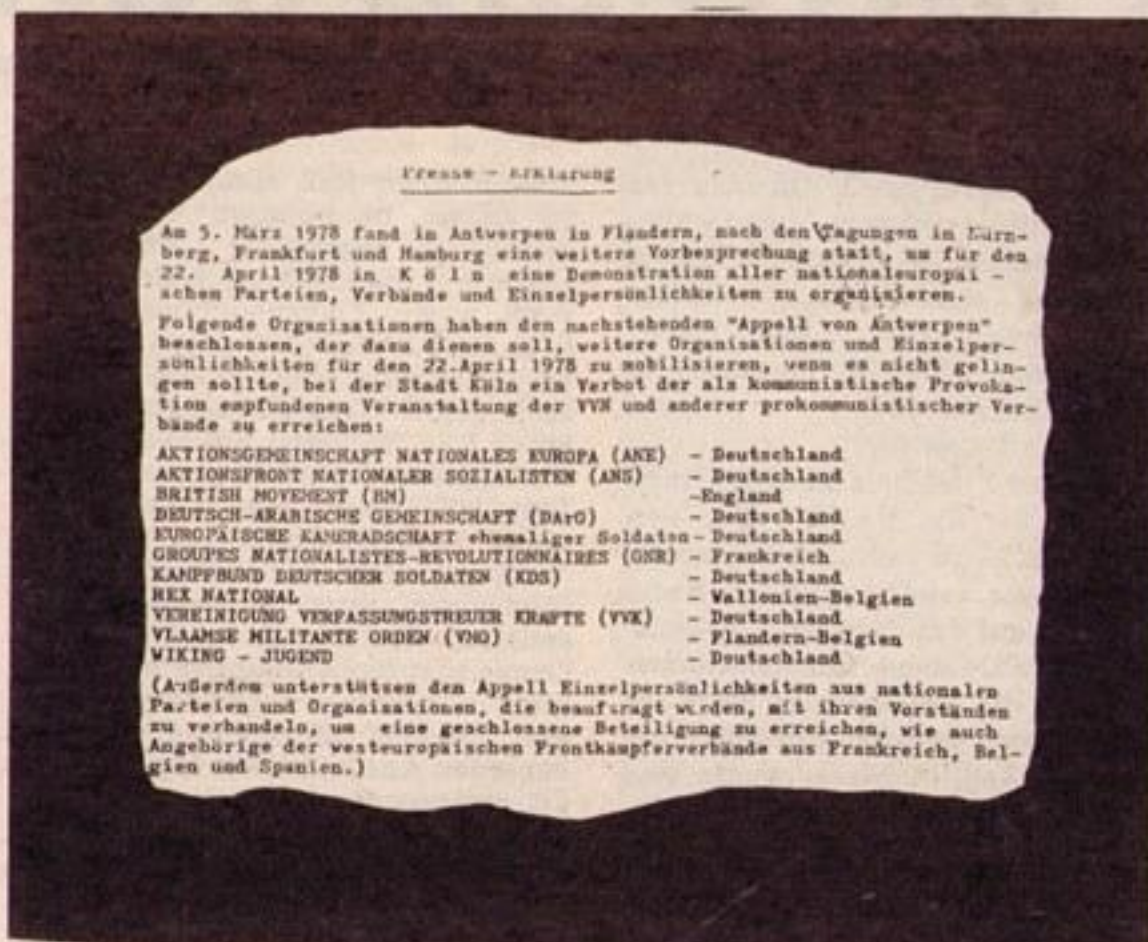 Presse - Erklärung
Am 5. März 1978 fand in Antwerpen in Flandern, nach den Tagungen in Nürn-
berg, Frankfurt und Hamburg eine weitere Vorbesprechung statt, um für den
22. April 1978 in K ö l n eine Demonstration aller nationaleuropäi -
schen Parteien, Verbände und Einzelpersönlichkeiten zu organisieren.
Folgende Organisationen haben den nachstehenden "Appell von Antwerpen"
beschlossen, der dazu dienen soll, weitere Organisationen und Einzelper-
sönlichkeiten für den 22.April 1978 zu mobilisieren, wenn es nicht gelin-
gen sollte, bei der Stadt Köln ein Verbot der als kommunistische Provoka-
tion empfundenen Veranstaltung der VVN und anderer prokommunistischer Ver-
bände zu erreichen:
AKTIONSGEMEINSCHAFT NATIONALES EUROPA (ANE) - Deutschland
AKTIONSFRONT NATIONALER SOZIALISTEN (ANS) - Deutschland
BRITISH MOVEMENT (BM) -England
DEUTSCH-ARABISCHE GEMEINSCHAFT (DArG) - Deutschland
EUROPÄISCHE KAMERADSCHAFT ehemaliger Soldaten- Deutschland
GROUPES NATIONALISTES-REVOLUTIONNAIRES (GNR) - Frankreich
KAMPFBUND DEUTSCHER SOLDATEN (KDS) - Deutschland
REX NATIONAL - Wallonien-Belgien
VEREINIGUNG VERFASSUNGSTREUER KRAFTE (VVK) - Deutschland
VLAAMSE MILITANTE ORDEN (VMO) - Flandern-Belgien
WIKING - JUGEND - Deutschland
(Außerdem unterstützen den Appell Einzelpersönlichkeiten aus nationalen
Parteien und Organisationen, die beauftragt wurden, mit ihren Vorständen
zu verhandeln, um eine geschlossene Beteiligung zu erreichen, wie auch
Angehörige der westeuropäischen Frontkämpferverbände aus Frankreich, Bel-
gien und Spanien.)